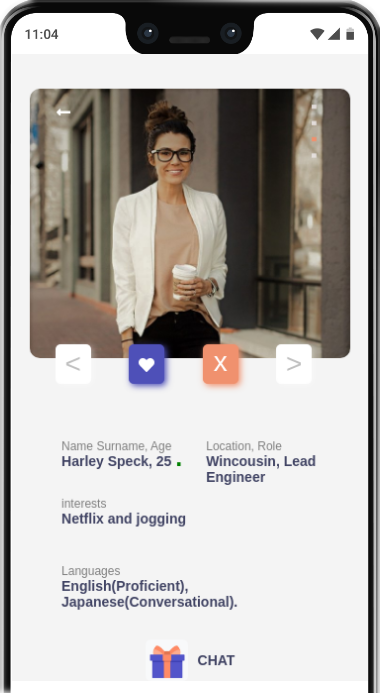 11:04
< X >
Name Surname, Age Location, Role
Harley Speck, 25 . Wincousin, Lead
Engineer
interests
Netflix and jogging
Languages
English(Proficient),
Japanese(Conversational).
CHAT